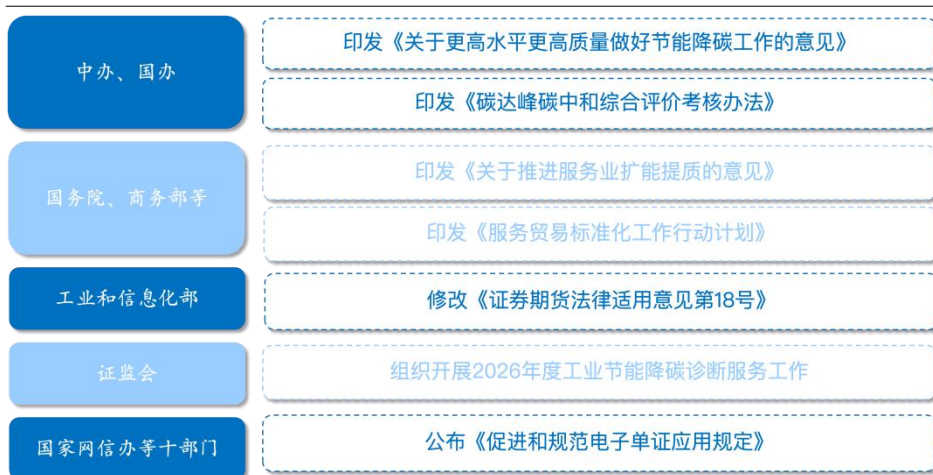 中办、国办
印发《关于更高水平更高质量做好节能降碳工作的意见》
印发《碳达峰碳中和综合评价考核办法》
国务院、商务部等
印发《关于推进服务业扩能提质的意见》
印发《服务贸易标准化工作行动计划》
工业和信息化部
修改《证券期货法律适用意见第18号》
证监会
组织开展2026年度工业节能降碳诊断服务工作
国家网信办等十部门
公布《促进和规范电子单证应用规定》